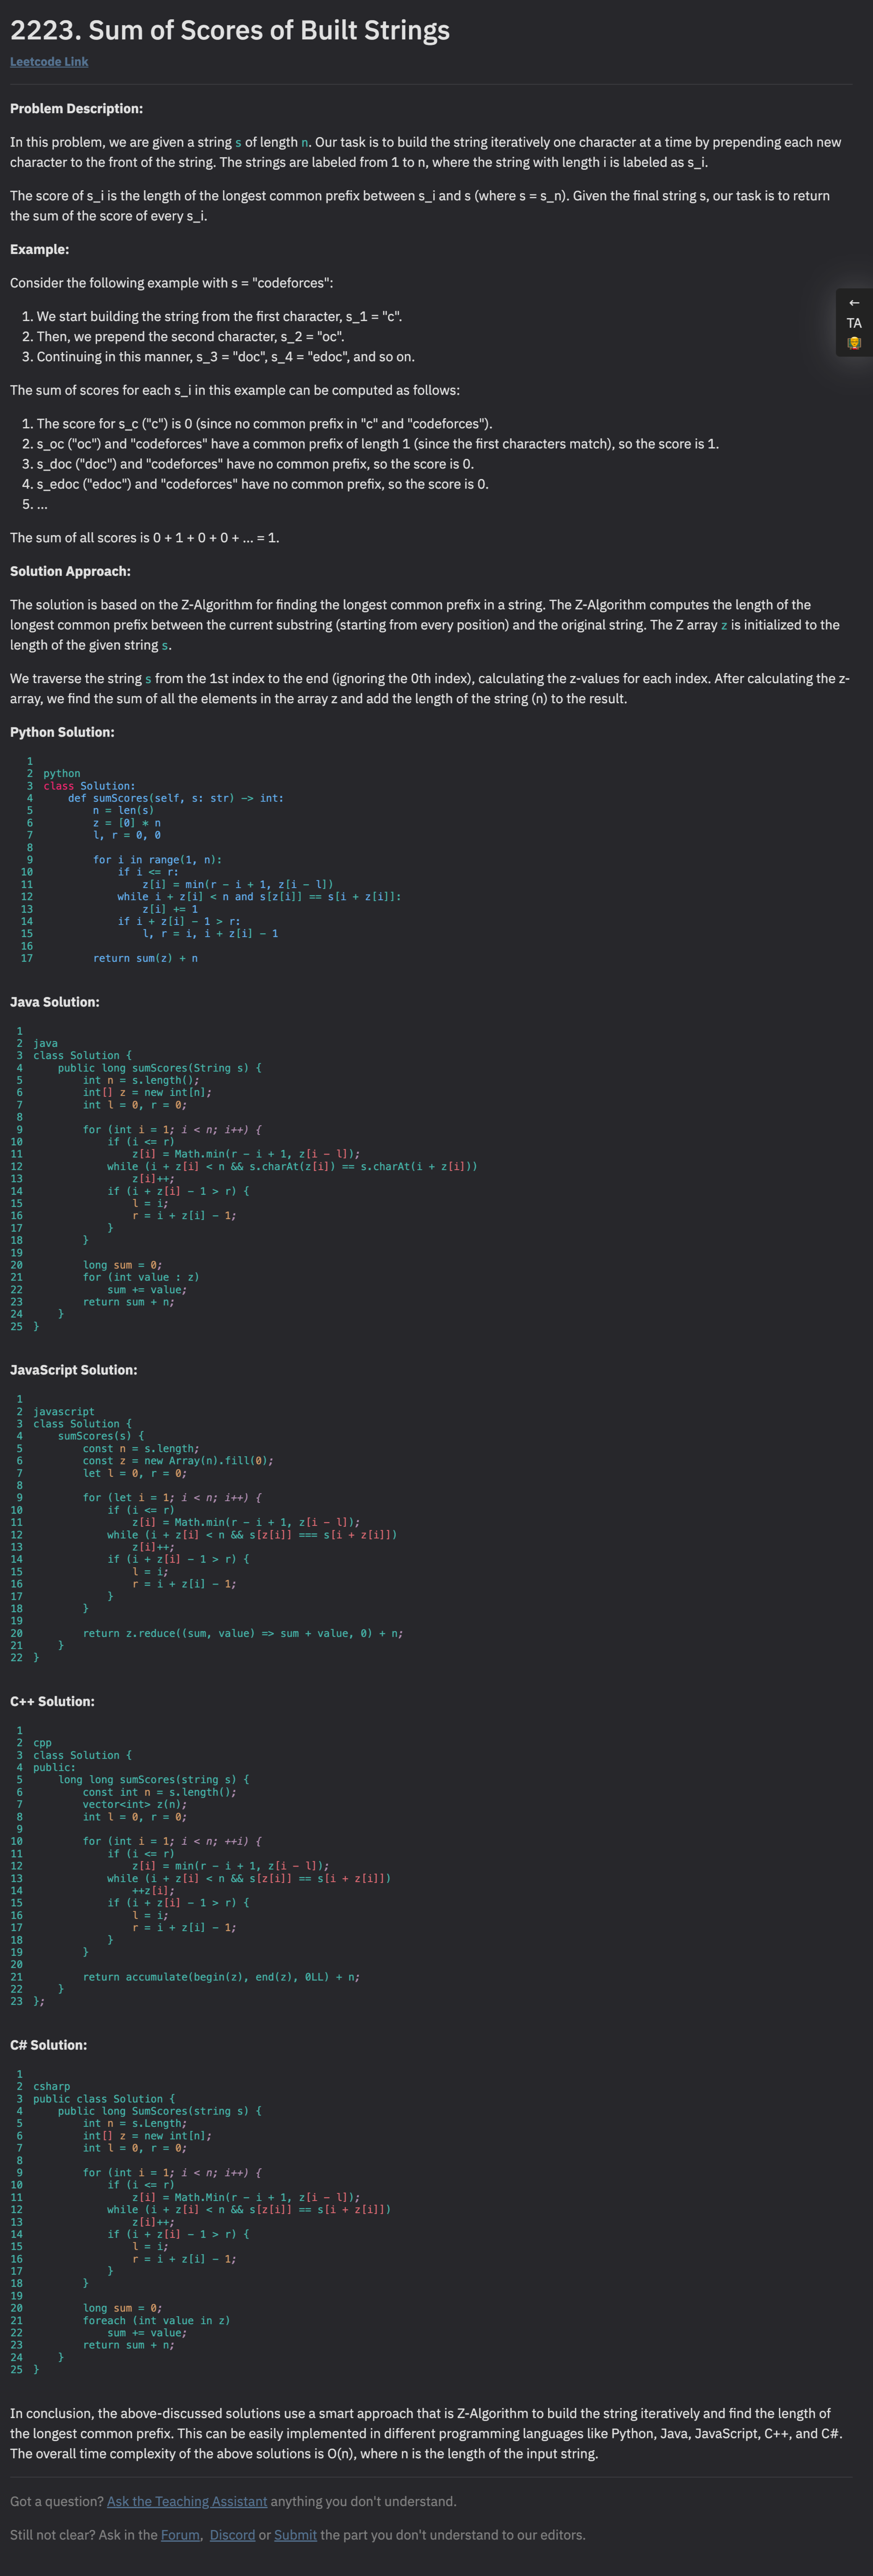 2223. Sum of Scores of Built Strings
Leetcode Link
Problem Description:
In this problem, we are given a string s of length n. Our task is to build the string iteratively one character at a time by prepending each new
character to the front of the string. The strings are labeled from 1 to n, where the string with length i is labeled as s_i.
The score of s_i is the length of the longest common prefix between s_i and s (where s = s_n). Given the final string s, our task is to return
the sum of the score of every s_i.
Example:
Consider the following example with s = "codeforces":
←
TA
1. We start building the string from the first character, s_1 = "c".
2. Then, we prepend the second character, s_2 = "oc".
3. Continuing in this manner, s_3 = "doc", s_4 = "edoc", and so on.
The sum of scores for each s_i in this example can be computed as follows:
1. The score for s_c ("c") is 0 (since no common prefix in "c" and "codeforces").
2. s_oc ("oc") and "codeforces" have a common prefix of length 1 (since the first characters match), so the score is 1.
3. s_doc ("doc") and "codeforces" have no common prefix, so the score is 0.
4. s_edoc ("edoc") and "codeforces" have no common prefix, so the score is 0.
5. ...
The sum of all scores is 0 + 1 + 0 + 0 + ... = 1.
Solution Approach:
The solution is based on the Z-Algorithm for finding the longest common prefix in a string. The Z-Algorithm computes the length of the
longest common prefix between the current substring (starting from every position) and the original string. The Z array z is initialized to the
length of the given string s.
We traverse the string s from the 1st index to the end (ignoring the 0th index), calculating the z-values for each index. After calculating the z-
array, we find the sum of all the elements in the array z and add the length of the string (n) to the result.
Python Solution:
1
2 python
3 class Solution:
4     def sumScores(self, s: str) -> int:
5         n = len(s)
6         z = [0] * n
7         l, r = 0, 0
8
9         for i in range(1, n):
10             if i <= r:
11                 z[i] = min(r - i + 1, z[i - l])
12             while i + z[i] < n and s[z[i]] == s[i + z[i]]:
13                 z[i] += 1
14             if i + z[i] - 1 > r:
15                 l, r = i, i + z[i] - 1
16
17         return sum(z) + n
Java Solution:
1
2 java
3 class Solution {
4     public long sumScores(String s) {
5         int n = s.length();
6         int[] z = new int[n];
7         int l = 0, r = 0;
8
9         for (int i = 1; i < n; i++) {
10             if (i <= r)
11                 z[i] = Math.min(r - i + 1, z[i - l]);
12             while (i + z[i] < n && s.charAt(z[i]) == s.charAt(i + z[i]))
13                 z[i]++;
14             if (i + z[i] - 1 > r) {
15                 l = i;
16                 r = i + z[i] - 1;
17             }
18         }
19
20         long sum = 0;
21         for (int value : z)
22             sum += value;
23         return sum + n;
24     }
25 }
JavaScript Solution:
1
2 javascript
3 class Solution {
4     sumScores(s) {
5         const n = s.length;
6         const z = new Array(n).fill(0);
7         let l = 0, r = 0;
8
9         for (let i = 1; i < n; i++) {
10             if (i <= r)
11                 z[i] = Math.min(r - i + 1, z[i - l]);
12             while (i + z[i] < n && s[z[i]] === s[i + z[i]])
13                 z[i]++;
14             if (i + z[i] - 1 > r) {
15                 l = i;
16                 r = i + z[i] - 1;
17             }
18         }
19
20         return z.reduce((sum, value) => sum + value, 0) + n;
21     }
22 }
C++ Solution:
1
2 cpp
3 class Solution {
4 public:
5     long long sumScores(string s) {
6         const int n = s.length();
7         vector<int> z(n);
8         int l = 0, r = 0;
9
10         for (int i = 1; i < n; ++i) {
11             if (i <= r)
12                 z[i] = min(r - i + 1, z[i - l]);
13             while (i + z[i] < n && s[z[i]] == s[i + z[i]])
14                 ++z[i];
15             if (i + z[i] - 1 > r) {
16                 l = i;
17                 r = i + z[i] - 1;
18             }
19         }
20
21         return accumulate(begin(z), end(z), 0LL) + n;
22     }
23 };
C# Solution:
1
2 csharp
3 public class Solution {
4     public long SumScores(string s) {
5         int n = s.Length;
6         int[] z = new int[n];
7         int l = 0, r = 0;
8
9         for (int i = 1; i < n; i++) {
10             if (i <= r)
11                 z[i] = Math.Min(r - i + 1, z[i - l]);
12             while (i + z[i] < n && s[z[i]] == s[i + z[i]])
13                 z[i]++;
14             if (i + z[i] - 1 > r) {
15                 l = i;
16                 r = i + z[i] - 1;
17             }
18         }
19
20         long sum = 0;
21         foreach (int value in z)
22             sum += value;
23         return sum + n;
24     }
25 }
In conclusion, the above-discussed solutions use a smart approach that is Z-Algorithm to build the string iteratively and find the length of
the longest common prefix. This can be easily implemented in different programming languages like Python, Java, JavaScript, C++, and C#.
The overall time complexity of the above solutions is O(n), where n is the length of the input string.
Got a question? Ask the Teaching Assistant anything you don't understand.
Still not clear? Ask in the Forum, Discord or Submit the part you don't understand to our editors.